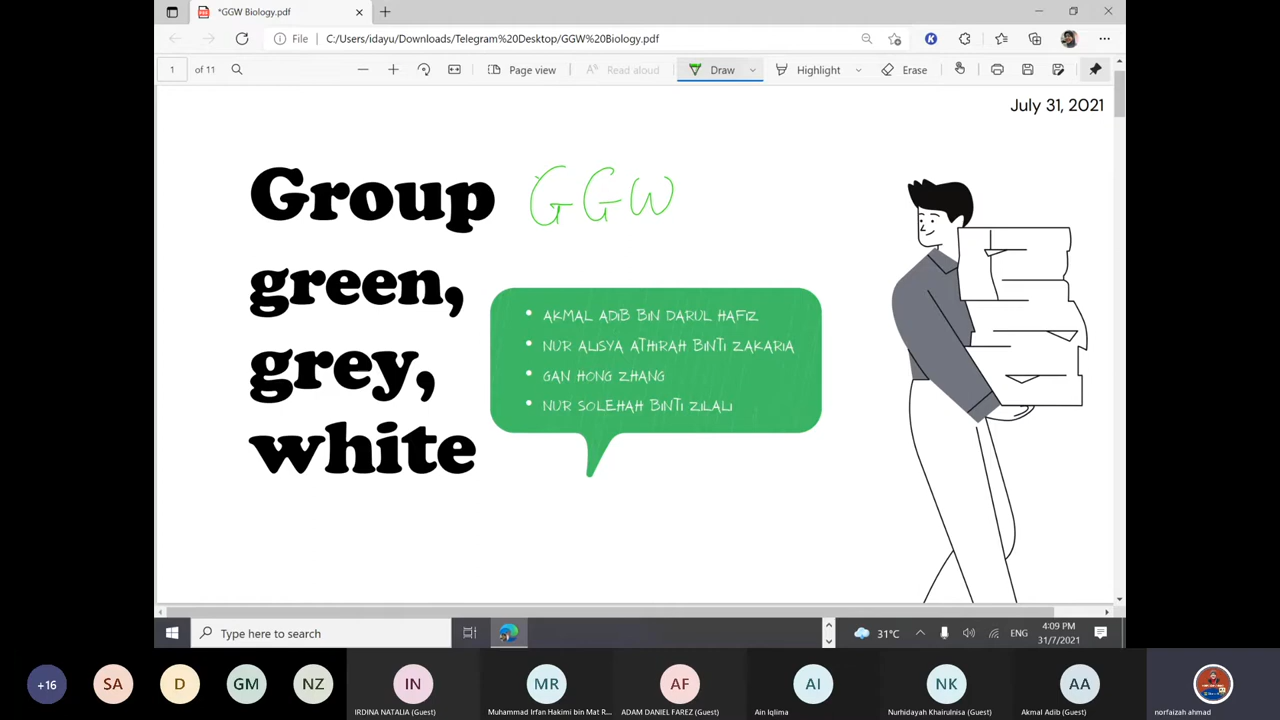 *GGW Biology.pdf
File
C:/Users/idayu/Downloads/Telegram%20Desktop/GGW%20Biology.pdf
1 of 11
Page view
Read aloud
Draw
Highlight
Erase
July 31, 2021
Group GGW
green,
grey,
white
• AKMAL ADIB BIN DARUL HAFIZ
• NUR ALISYA ATHIRAH BINTI ZAKARIA
• GAN HONG ZHANG
• NUR SOLEHAH BINTI ZILALI
Type here to search
31°C
ENG
4:09 PM
31/7/2021
+16
SA
D
GM
NZ
IN
IRDINA NATALIA (Guest)
MR
Muhammad Irfan Hakimi bin Mat R...
AF
ADAM DANIEL FAREZ (Guest)
AI
Ain Iqlima
NK
Nurhidayah Khairulnisa (Guest)
AA
Akmal Adib (Guest)
norfaizah ahmad